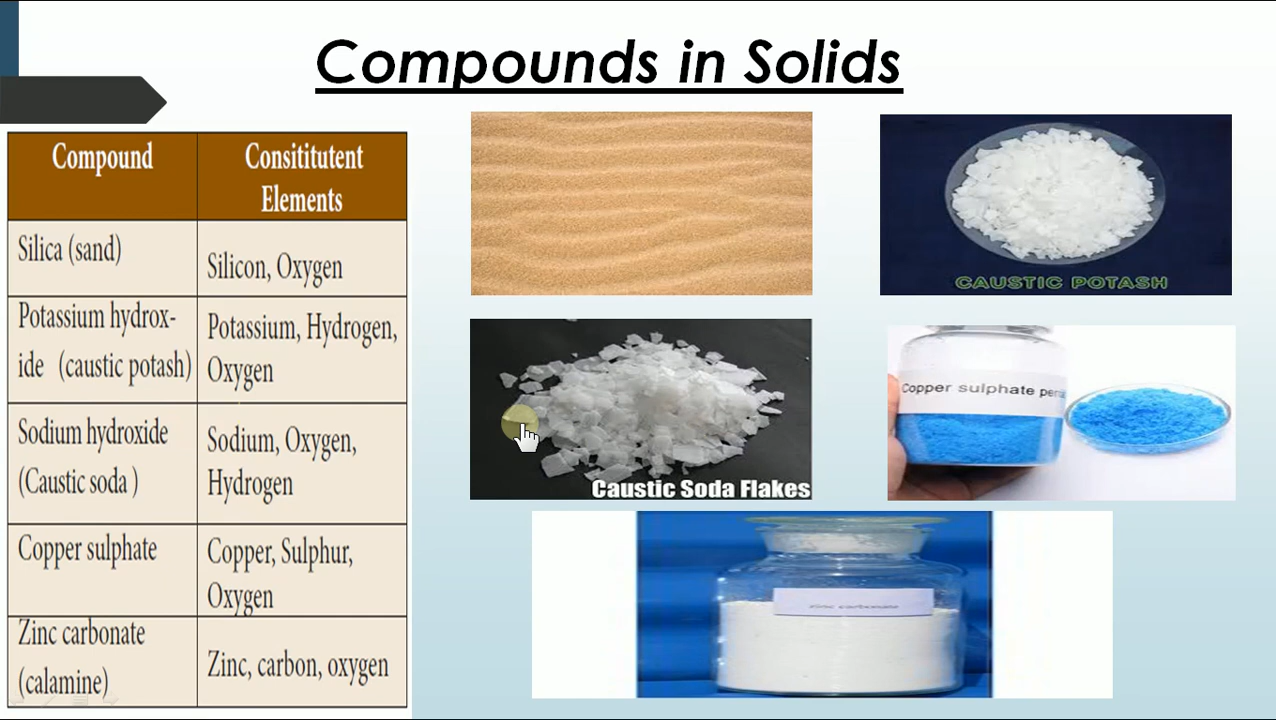 Compounds in Solids
Compound
Consititutent
Elements
Silica (sand)
Silicon, Oxygen
Potassium hydrox-
ide (caustic potash)
Potassium, Hydrogen,
Oxygen
Sodium hydroxide
(Caustic soda )
Sodium, Oxygen,
Hydrogen
Copper sulphate
Copper, Sulphur,
Oxygen
Zinc carbonate
(calamine)
Zinc, carbon, oxygen
CAUSTIC POTASH
Caustic Soda Flakes
Copper sulphate
zinc carbonate